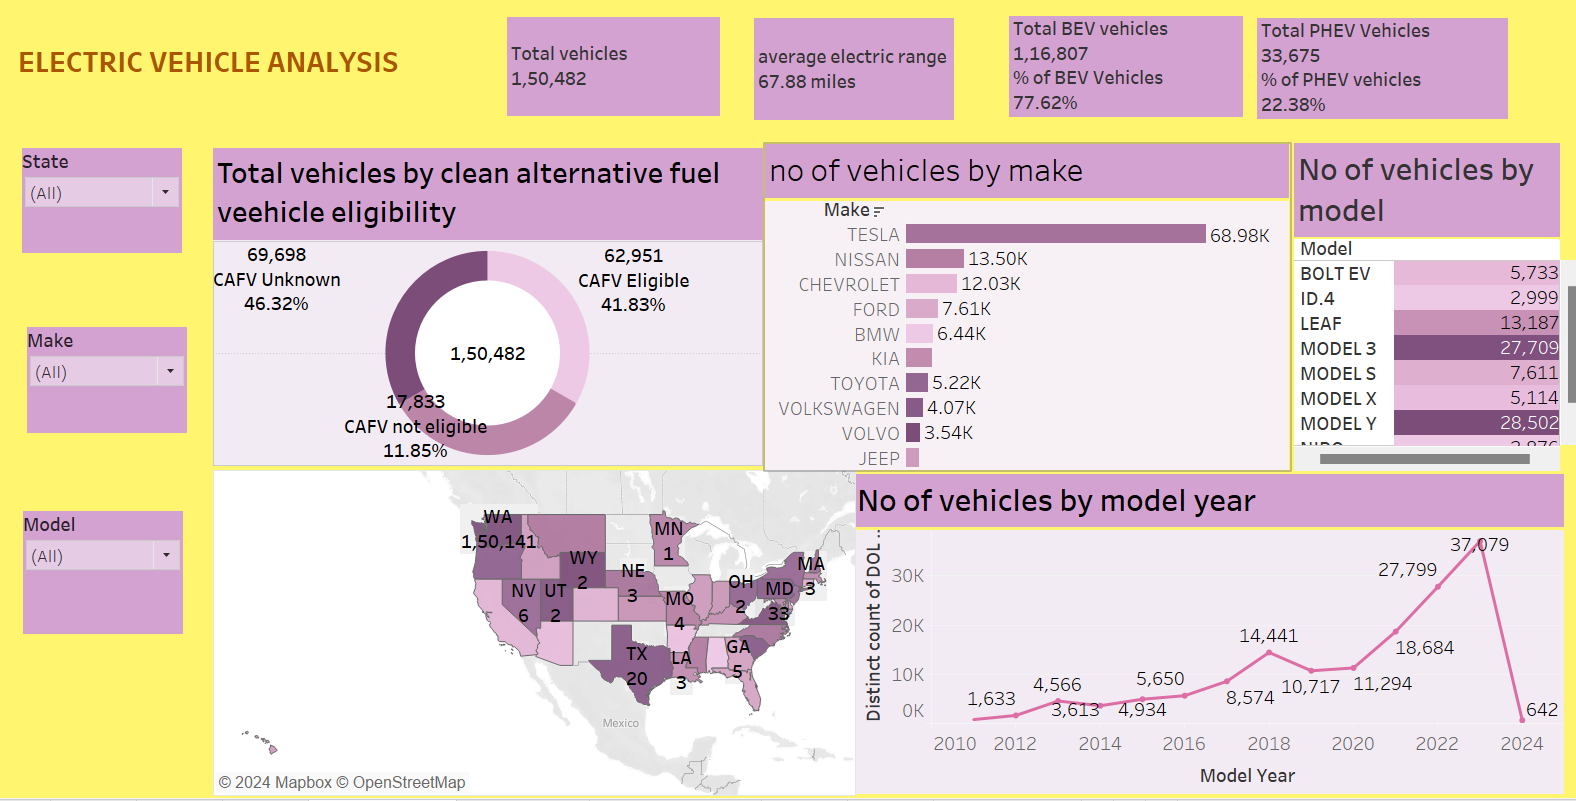 ELECTRIC VEHICLE ANALYSIS
Total vehicles
1,50,482
average electric range
67.88 miles
Total BEV vehicles
1,16,807
% of BEV Vehicles
77.62%
Total PHEV Vehicles
33,675
% of PHEV vehicles
22.38%
State
(All)
Make
(All)
Model
(All)
Total vehicles by clean alternative fuel
veehicle eligibility
69,698
CAFV Unknown
46.32%
62,951
CAFV Eligible
41.83%
1,50,482
17,833
CAFV not eligible
11.85%
no of vehicles by make
Make
TESLA 68.98K
NISSAN 13.50K
CHEVROLET 12.03K
FORD 7.61K
BMW 6.44K
KIA
TOYOTA 5.22K
VOLKSWAGEN 4.07K
VOLVO 3.54K
JEEP
No of vehicles by
model
Model
BOLT EV 5,733
ID.4 2,999
LEAF 13,187
MODEL 3 27,709
MODEL S 7,611
MODEL X 5,114
MODEL Y 28,502
WA
1,50,141
MN
1
WY
2
NE
3
NV
6
UT
2
MO
4
OH
2
MD
33
MA
3
TX
20
LA
3
GA
5
Mexico
© 2024 Mapbox © OpenStreetMap
No of vehicles by model year
Distinct count of DOL ...
30K
20K
10K
0K
1,633
4,566
3,613
4,934
5,650
8,574
14,441
10,717
11,294
18,684
27,799
37,079
642
2010 2012 2014 2016 2018 2020 2022 2024
Model Year